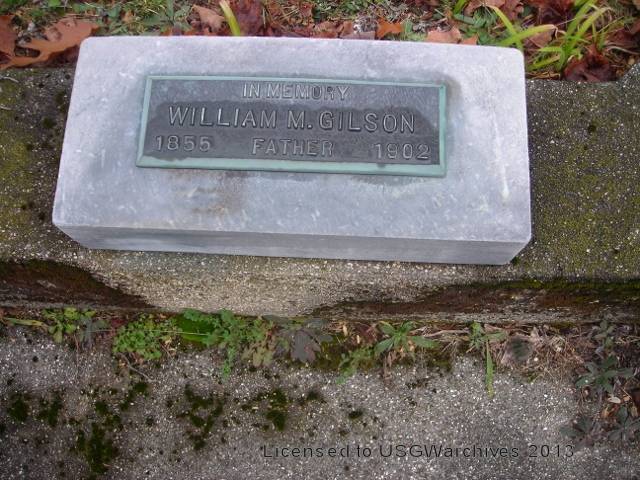 IN MEMORY
WILLIAM M. GILSON
1855 FATHER 1902
Licensed to USGWarchives 2013